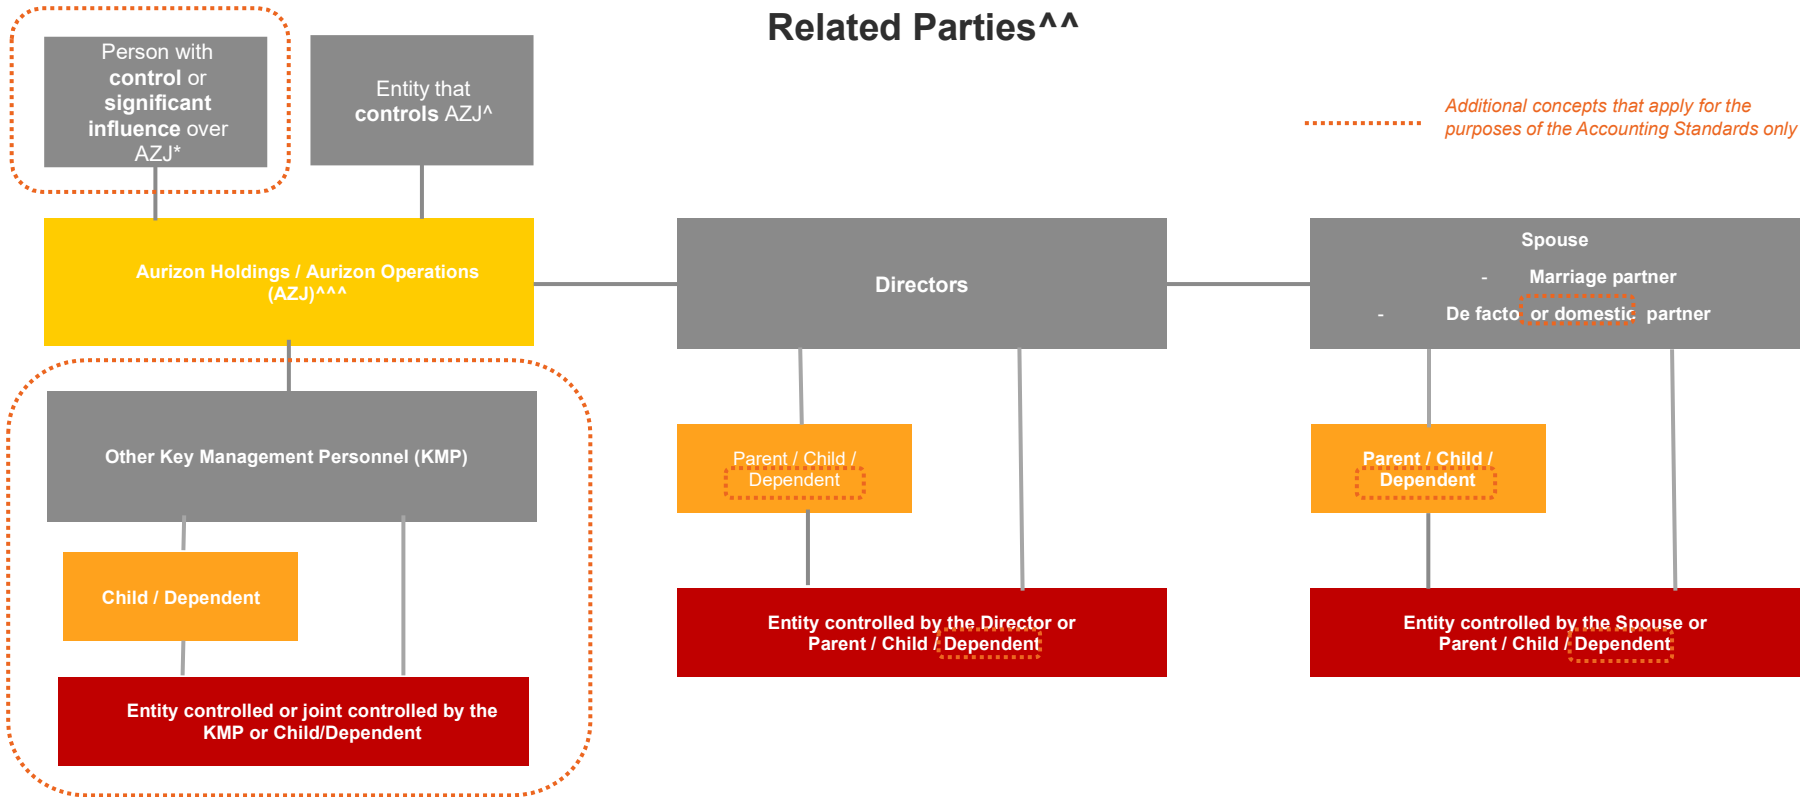 Related Parties^^
Person with
control or
significant
influence over
AZJ*
Entity that
controls AZJ^
Additional concepts that apply for the
purposes of the Accounting Standards only
Aurizon Holdings / Aurizon Operations
(AZJ)^^^
Directors
Spouse
- Marriage partner
- De facto or domestic partner
Other Key Management Personnel (KMP)
Parent / Child /
Dependent
Parent / Child /
Dependent
Child / Dependent
Entity controlled by the Director or
Parent / Child / Dependent
Entity controlled by the Spouse or
Parent / Child / Dependent
Entity controlled or joint controlled by the
KMP or Child/Dependent